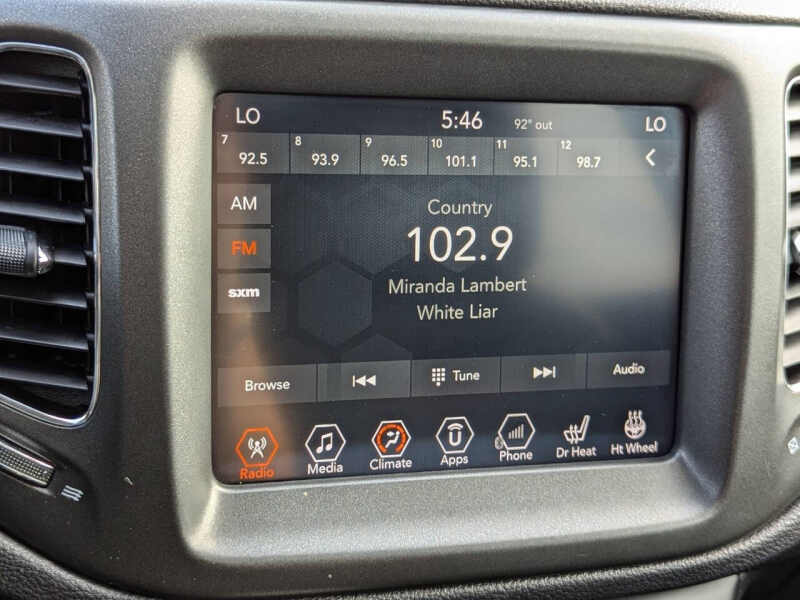 LO 5:46 92° out LO
7 92.5 8 93.9 9 96.5 10 101.1 11 95.1 12 98.7
AM
FM
sxm
Country
102.9
Miranda Lambert
White Liar
Browse Tune Audio
Radio Media Climate Apps Phone Dr Heat Ht Wheel